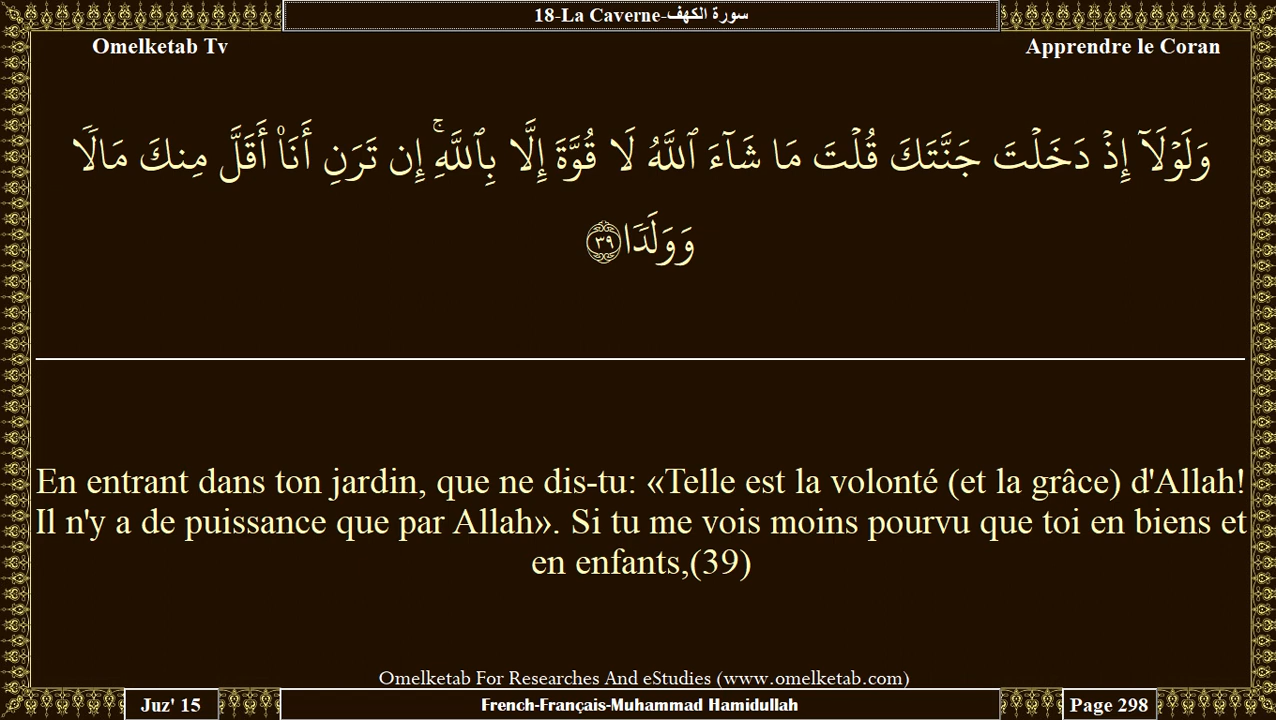 18-La Caverne-سورة الكهف
Omelketab Tv
Apprendre le Coran
وَلَوۡلَآ إِذۡ دَخَلۡتَ جَنَّتَكَ قُلۡتَ مَا شَآءَ ٱللَّهُ لَا قُوَّةَ إِلَّا بِٱللَّهِۚ إِن تَرَنِ أَنَا۠ أَقَلَّ مِنكَ مَالٗا
وَوَلَدٗا ٣٩
En entrant dans ton jardin, que ne dis-tu: «Telle est la volonté (et la grâce) d'Allah!
Il n'y a de puissance que par Allah». Si tu me vois moins pourvu que toi en biens et
en enfants,(39)
Omelketab For Researches And eStudies (www.omelketab.com)
Juz' 15
French-Français-Muhammad Hamidullah
Page 298